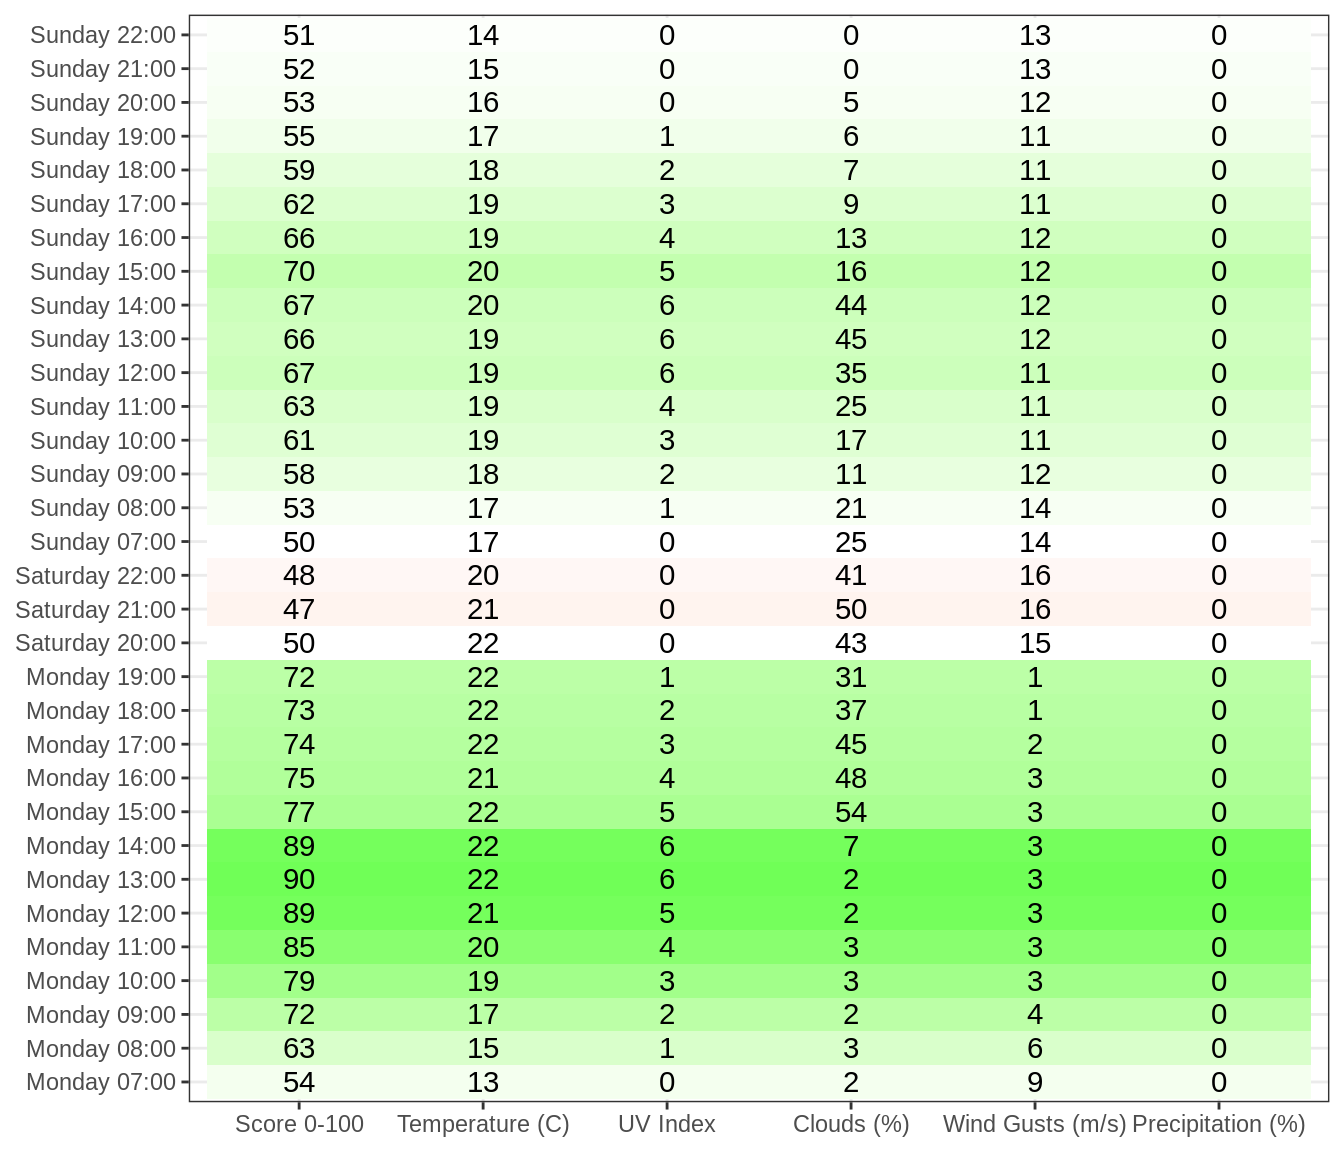 Sunday 22:00 51 14 0 0 13 0
Sunday 21:00 52 15 0 0 13 0
Sunday 20:00 53 16 0 5 12 0
Sunday 19:00 55 17 1 6 11 0
Sunday 18:00 59 18 2 7 11 0
Sunday 17:00 62 19 3 9 11 0
Sunday 16:00 66 19 4 13 12 0
Sunday 15:00 70 20 5 16 12 0
Sunday 14:00 67 20 6 44 12 0
Sunday 13:00 66 19 6 45 12 0
Sunday 12:00 67 19 6 35 11 0
Sunday 11:00 63 19 4 25 11 0
Sunday 10:00 61 19 3 17 11 0
Sunday 09:00 58 18 2 11 12 0
Sunday 08:00 53 17 1 21 14 0
Sunday 07:00 50 17 0 25 14 0
Saturday 22:00 48 20 0 41 16 0
Saturday 21:00 47 21 0 50 16 0
Saturday 20:00 50 22 0 43 15 0
Monday 19:00 72 22 1 31 1 0
Monday 18:00 73 22 2 37 1 0
Monday 17:00 74 22 3 45 2 0
Monday 16:00 75 21 4 48 3 0
Monday 15:00 77 22 5 54 3 0
Monday 14:00 89 22 6 7 3 0
Monday 13:00 90 22 6 2 3 0
Monday 12:00 89 21 5 2 3 0
Monday 11:00 85 20 4 3 3 0
Monday 10:00 79 19 3 3 3 0
Monday 09:00 72 17 2 2 4 0
Monday 08:00 63 15 1 3 6 0
Monday 07:00 54 13 0 2 9 0
Score 0-100 Temperature (C) UV Index Clouds (%) Wind Gusts (m/s) Precipitation (%)